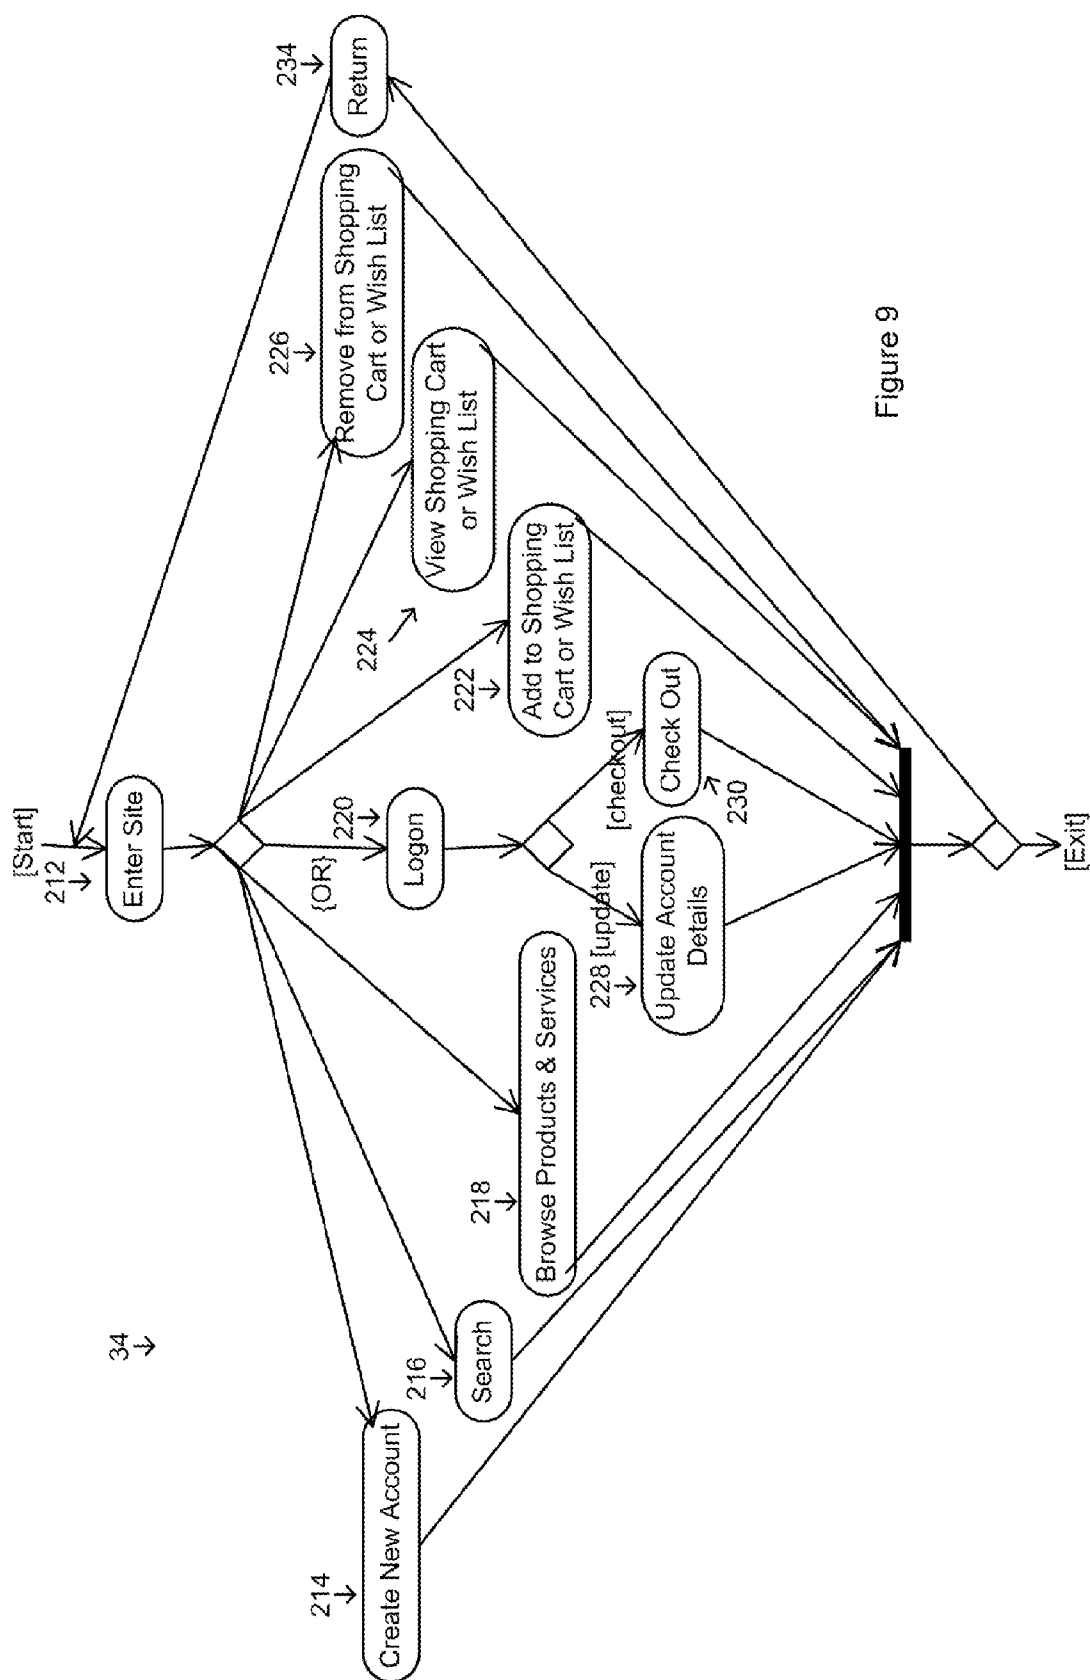 34
[Start]
212
Enter Site
{OR}
214
Create New Account
216
Search
218
Browse Products & Services
220
Logon
222
Add to Shopping
Cart or Wish List
224
View Shopping Cart
or Wish List
226
Remove from Shopping
Cart or Wish List
234
Return
228 [update]
Update Account
Details
[checkout]
Check Out
230
[Exit]
Figure 9